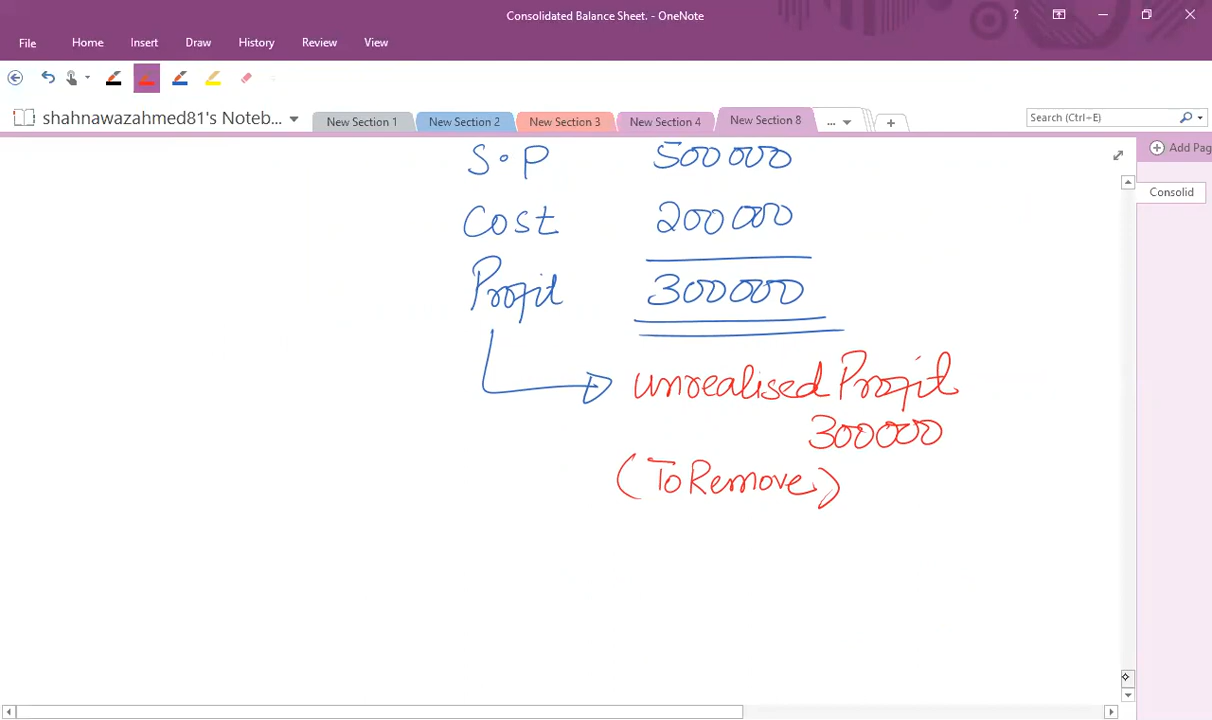 Consolidated Balance Sheet. - OneNote
?
File Home Insert Draw History Review View
shahnawazahmed81's Noteb... New Section 1 New Section 2 New Section 3 New Section 4 New Section 8 ... + Search (Ctrl+E)
Add Pag
Consolid
S.P 500000
Cost 200000
Profit 300000
unrealised Profit
300000
(To Remove)